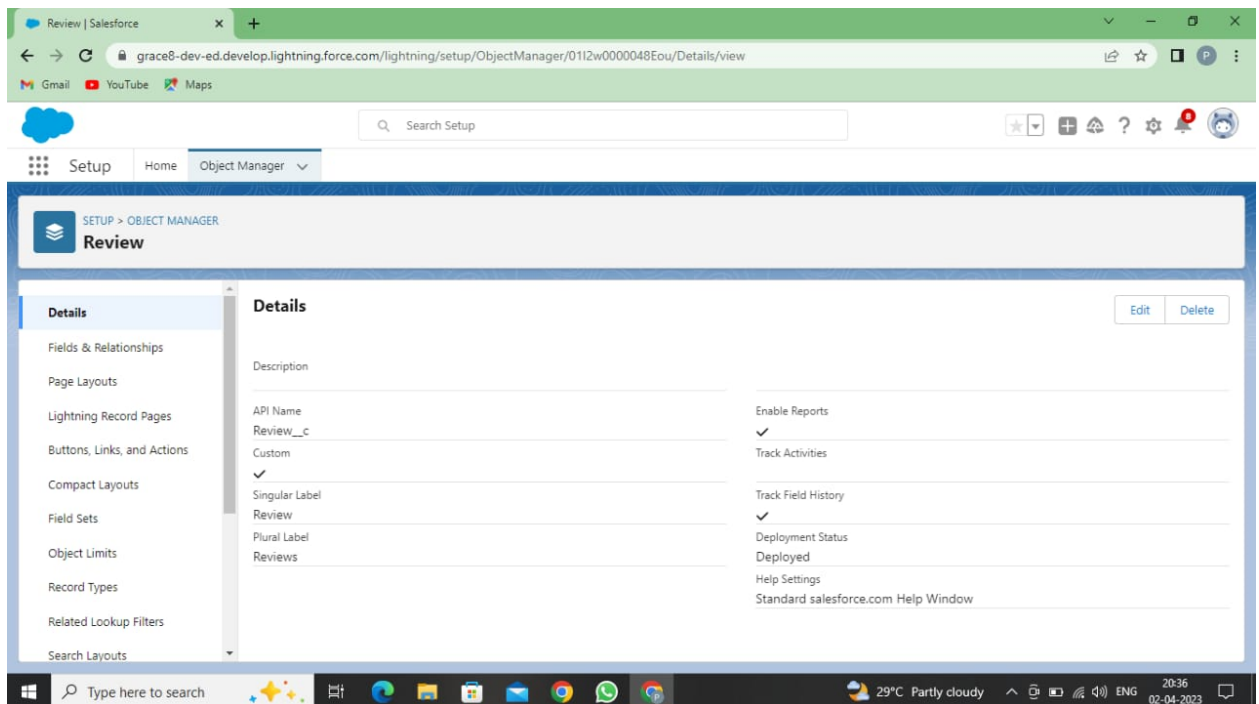 Review | Salesforce
grace8-dev-ed.develop.lightning.force.com/lightning/setup/ObjectManager/01I2w0000048Eou/Details/view
P
Gmail YouTube Maps
Search Setup
Setup Home Object Manager
SETUP > OBJECT MANAGER
Review
Details
Fields & Relationships
Page Layouts
Lightning Record Pages
Buttons, Links, and Actions
Compact Layouts
Field Sets
Object Limits
Record Types
Related Lookup Filters
Search Layouts
Details
Edit Delete
Description
API Name
Review__c
Custom
Singular Label
Review
Plural Label
Reviews
Enable Reports
Track Activities
Track Field History
Deployment Status
Deployed
Help Settings
Standard salesforce.com Help Window
Type here to search
29°C Partly cloudy
ENG
20:36
02-04-2023